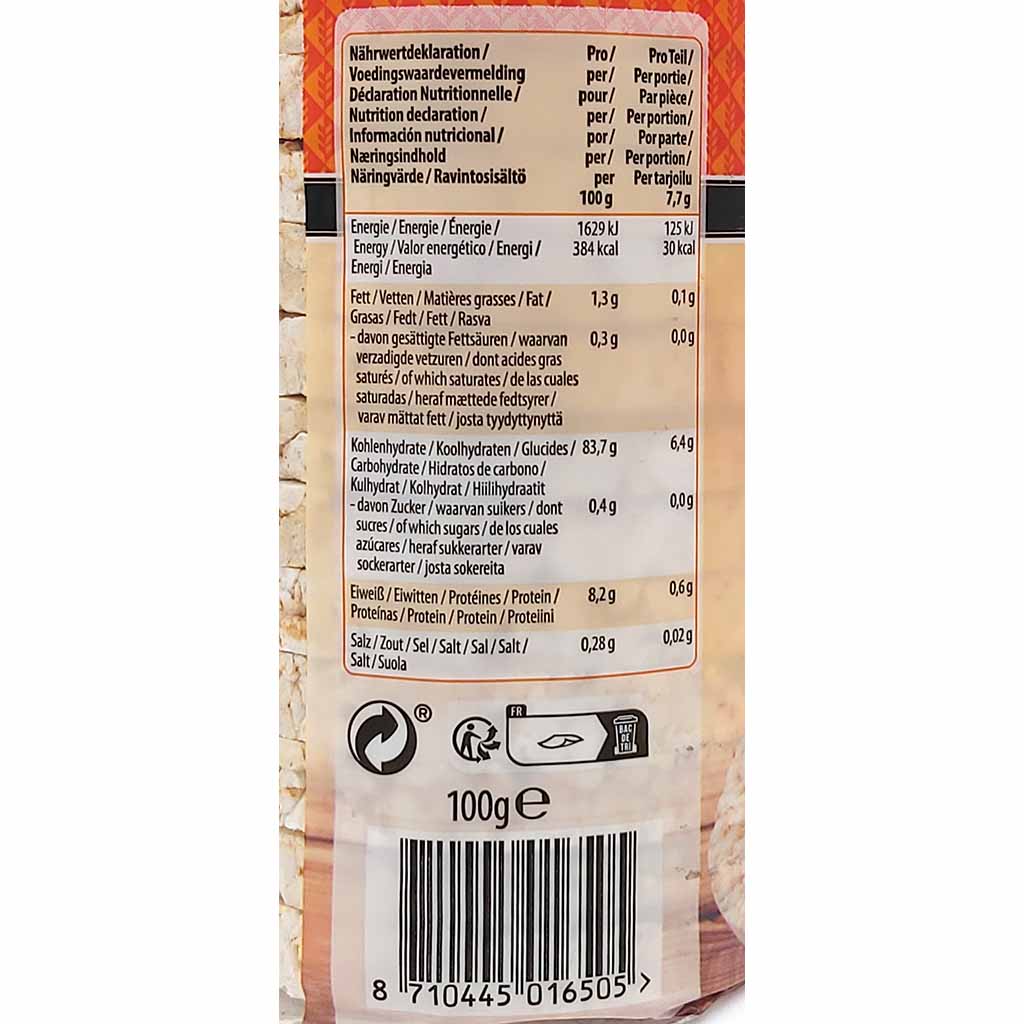 Nährwertdeklaration / Pro / Pro Teil /
Voedingswaardevermelding per / Per portie /
Déclaration Nutritionnelle / pour / Par pièce /
Nutrition declaration / per / Per portion /
Información nutricional / por / Por parte /
Næringsindhold per / Per portion /
Näringvärde / Ravintosisältö per Per tarjoilu
100 g 7,7 g
Energie / Energie / Énergie / 1629 kJ 125 kJ
Energy / Valor energético / Energi / 384 kcal 30 kcal
Energi / Energia
Fett / Vetten / Matières grasses / Fat / 1,3 g 0,1 g
Grasas / Fedt / Fett / Rasva
- davon gesättigte Fettsäuren / waarvan 0,3 g 0,0 g
verzadigde vetzuren / dont acides gras
saturés / of which saturates / de las cuales
saturadas / heraf mættede fedtsyrer /
varav mättat fett / josta tyydyttynyttä
Kohlenhydrate / Koolhydraten / Glucides / 83,7 g 6,4 g
Carbohydrate / Hidratos de carbono /
Kulhydrat / Kolhydrat / Hiilihydraatit
- davon Zucker / waarvan suikers / dont 0,4 g 0,0 g
sucres / of which sugars / de los cuales
azúcares / heraf sukkerarter / varav
sockerarter / josta sokereita
Eiweiß / Eiwitten / Protéines / Protein / 8,2 g 0,6 g
Proteínas / Protein / Protein / Proteiini
Salz / Zout / Sel / Salt / Sal / Salt / 0,28 g 0,02 g
Salt / Suola
®
FR
BAC
DE
TRI
100g e
8 710445 016505 >